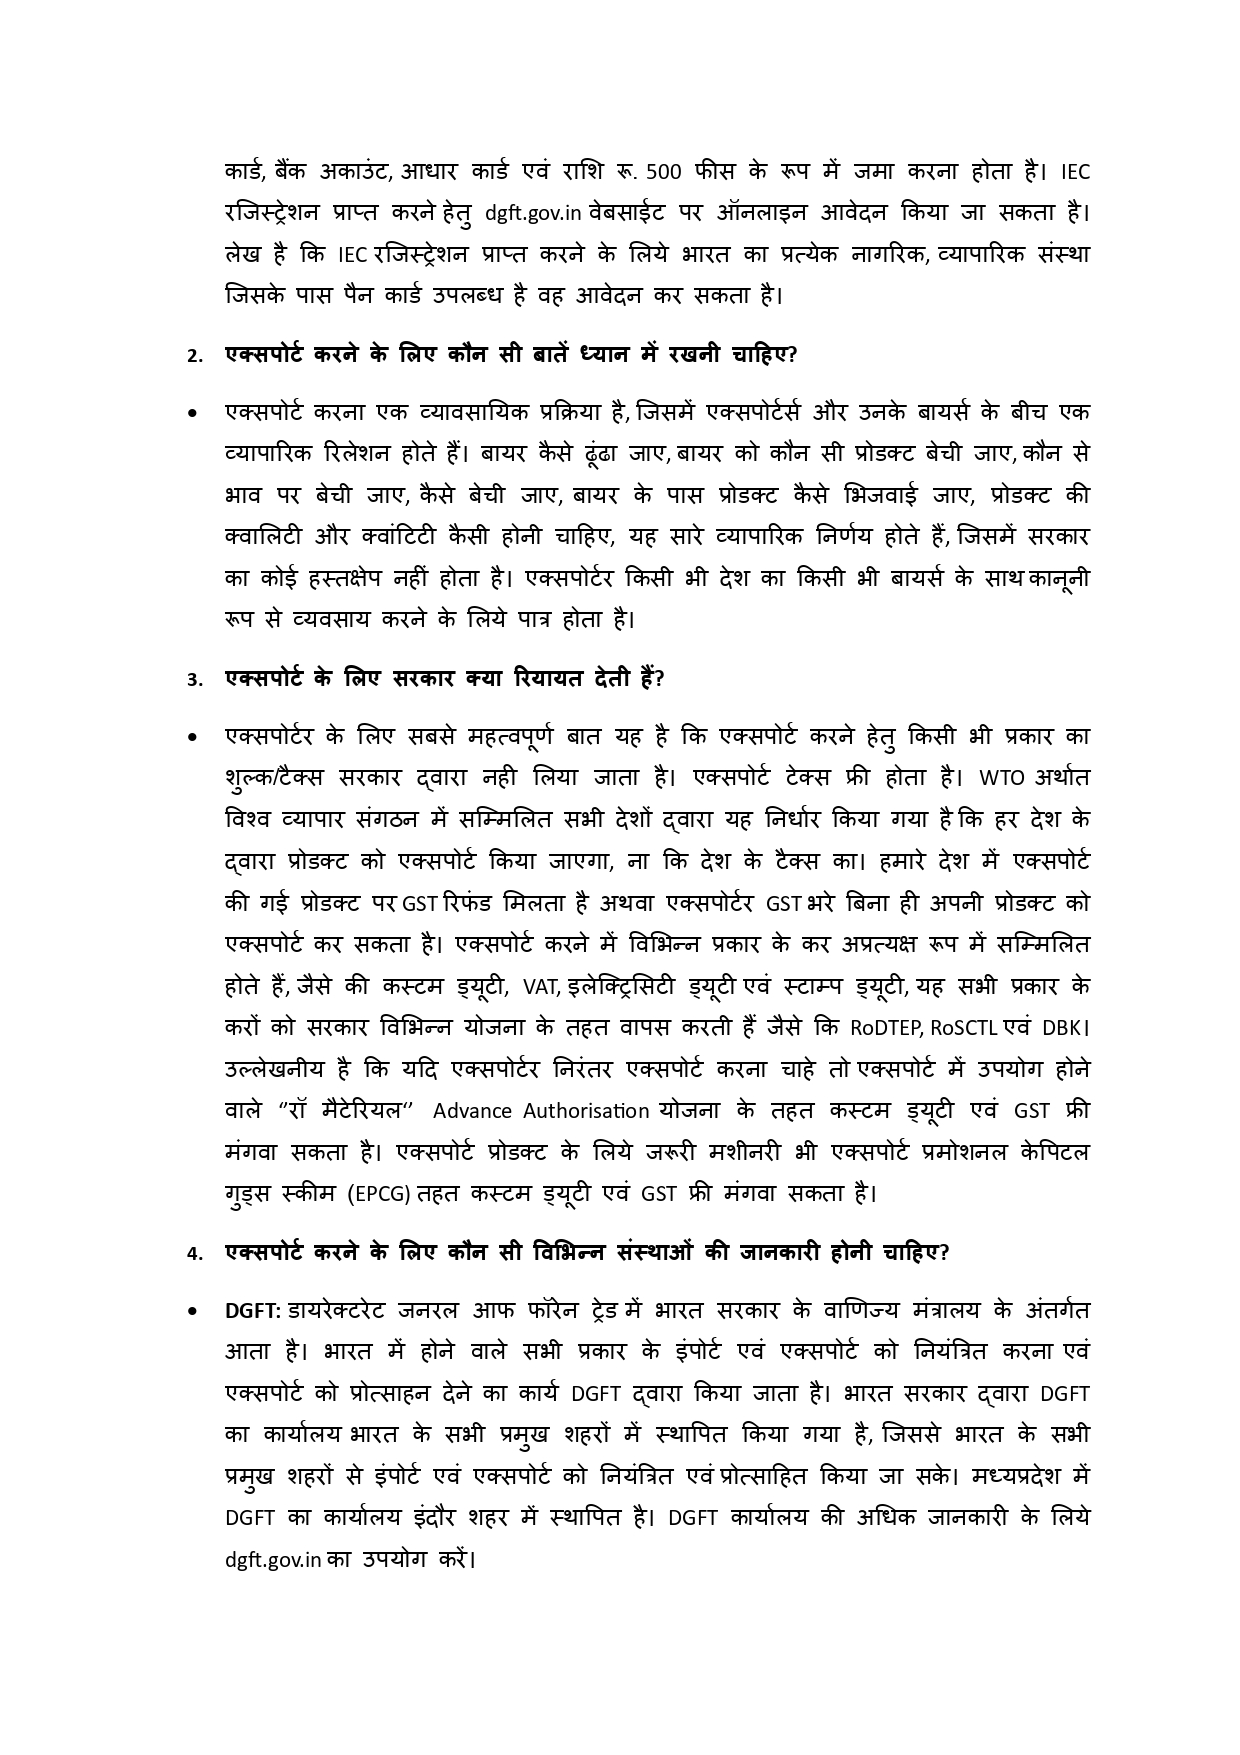 कार्ड, बैंक अकाउंट, आधार कार्ड एवं राशि रू. 500 फीस के रूप में जमा करना होता है। IEC
रजिस्ट्रेशन प्राप्त करने हेतु dgft.gov.in वेबसाईट पर ऑनलाइन आवेदन किया जा सकता है।
लेख है कि IEC रजिस्ट्रेशन प्राप्त करने के लिये भारत का प्रत्येक नागरिक, व्यापारिक संस्था
जिसके पास पैन कार्ड उपलब्ध है वह आवेदन कर सकता है।
2. एक्सपोर्ट करने के लिए कौन सी बातें ध्यान में रखनी चाहिए?
• एक्सपोर्ट करना एक व्यावसायिक प्रक्रिया है, जिसमें एक्सपोर्टर्स और उनके बायर्स के बीच एक
व्यापारिक रिलेशन होते हैं। बायर कैसे ढूंढा जाए, बायर को कौन सी प्रोडक्ट बेची जाए, कौन से
भाव पर बेची जाए, कैसे बेची जाए, बायर के पास प्रोडक्ट कैसे भिजवाई जाए, प्रोडक्ट की
क्वालिटी और क्वांटिटी कैसी होनी चाहिए, यह सारे व्यापारिक निर्णय होते हैं, जिसमें सरकार
का कोई हस्तक्षेप नहीं होता है। एक्सपोर्टर किसी भी देश का किसी भी बायर्स के साथ कानूनी
रूप से व्यवसाय करने के लिये पात्र होता है।
3. एक्सपोर्ट के लिए सरकार क्या रियायत देती हैं?
• एक्सपोर्टर के लिए सबसे महत्वपूर्ण बात यह है कि एक्सपोर्ट करने हेतु किसी भी प्रकार का
शुल्क/टैक्स सरकार द्वारा नही लिया जाता है। एक्सपोर्ट टेक्स फ्री होता है। WTO अर्थात
विश्व व्यापार संगठन में सम्मिलित सभी देशों द्वारा यह निर्धार किया गया है कि हर देश के
द्वारा प्रोडक्ट को एक्सपोर्ट किया जाएगा, ना कि देश के टैक्स का। हमारे देश में एक्सपोर्ट
की गई प्रोडक्ट पर GST रिफंड मिलता है अथवा एक्सपोर्टर GST भरे बिना ही अपनी प्रोडक्ट को
एक्सपोर्ट कर सकता है। एक्सपोर्ट करने में विभिन्न प्रकार के कर अप्रत्यक्ष रूप में सम्मिलित
होते हैं, जैसे की कस्टम ड्यूटी, VAT, इलेक्ट्रिसिटी ड्यूटी एवं स्टाम्प ड्यूटी, यह सभी प्रकार के
करों को सरकार विभिन्न योजना के तहत वापस करती हैं जैसे कि RoDTEP, RoSCTL एवं DBK।
उल्लेखनीय है कि यदि एक्सपोर्टर निरंतर एक्सपोर्ट करना चाहे तो एक्सपोर्ट में उपयोग होने
वाले ‘‘रॉ मैटेरियल’’ Advance Authorisation योजना के तहत कस्टम ड्यूटी एवं GST फ्री
मंगवा सकता है। एक्सपोर्ट प्रोडक्ट के लिये जरूरी मशीनरी भी एक्सपोर्ट प्रमोशनल केपिटल
गुड्स स्कीम (EPCG) तहत कस्टम ड्यूटी एवं GST फ्री मंगवा सकता है।
4. एक्सपोर्ट करने के लिए कौन सी विभिन्न संस्थाओं की जानकारी होनी चाहिए?
• DGFT: डायरेक्टरेट जनरल आफ फॉरेन ट्रेड में भारत सरकार के वाणिज्य मंत्रालय के अंतर्गत
आता है। भारत में होने वाले सभी प्रकार के इंपोर्ट एवं एक्सपोर्ट को नियंत्रित करना एवं
एक्सपोर्ट को प्रोत्साहन देने का कार्य DGFT द्वारा किया जाता है। भारत सरकार द्वारा DGFT
का कार्यालय भारत के सभी प्रमुख शहरों में स्थापित किया गया है, जिससे भारत के सभी
प्रमुख शहरों से इंपोर्ट एवं एक्सपोर्ट को नियंत्रित एवं प्रोत्साहित किया जा सके। मध्यप्रदेश में
DGFT का कार्यालय इंदौर शहर में स्थापित है। DGFT कार्यालय की अधिक जानकारी के लिये
dgft.gov.in का उपयोग करें।